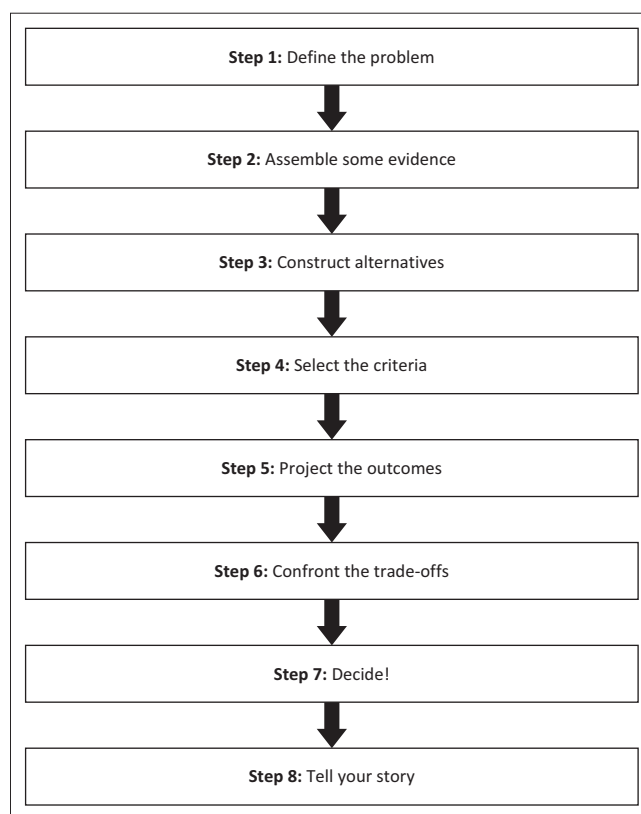 Step 1: Define the problem
Step 2: Assemble some evidence
Step 3: Construct alternatives
Step 4: Select the criteria
Step 5: Project the outcomes
Step 6: Confront the trade-offs
Step 7: Decide!
Step 8: Tell your story